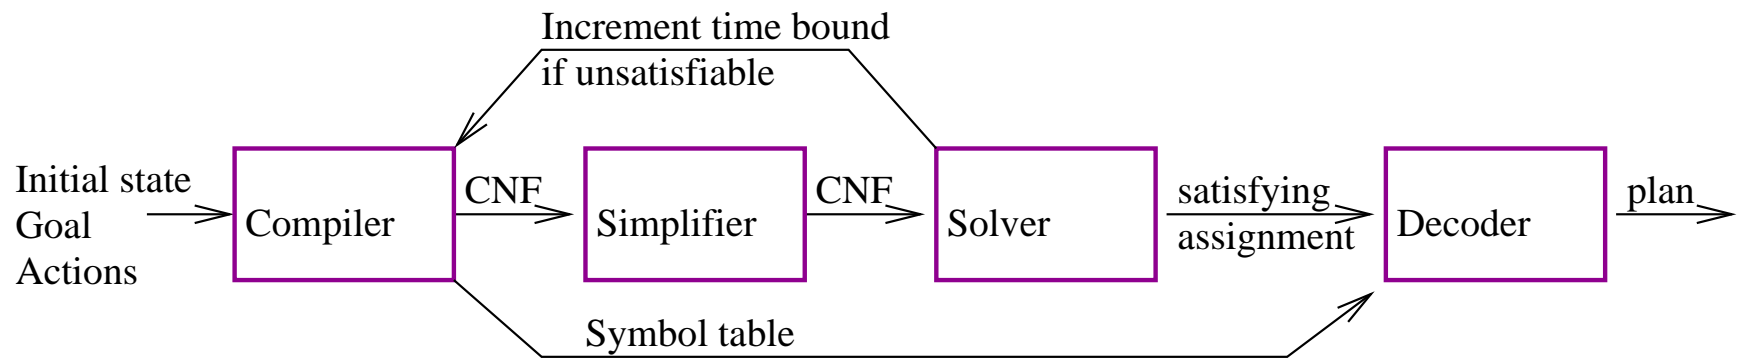 Increment time bound
if unsatisfiable
Initial state
Goal
Actions
Compiler
CNF
Simplifier
CNF
Solver
satisfying
assignment
Decoder
plan
Symbol table